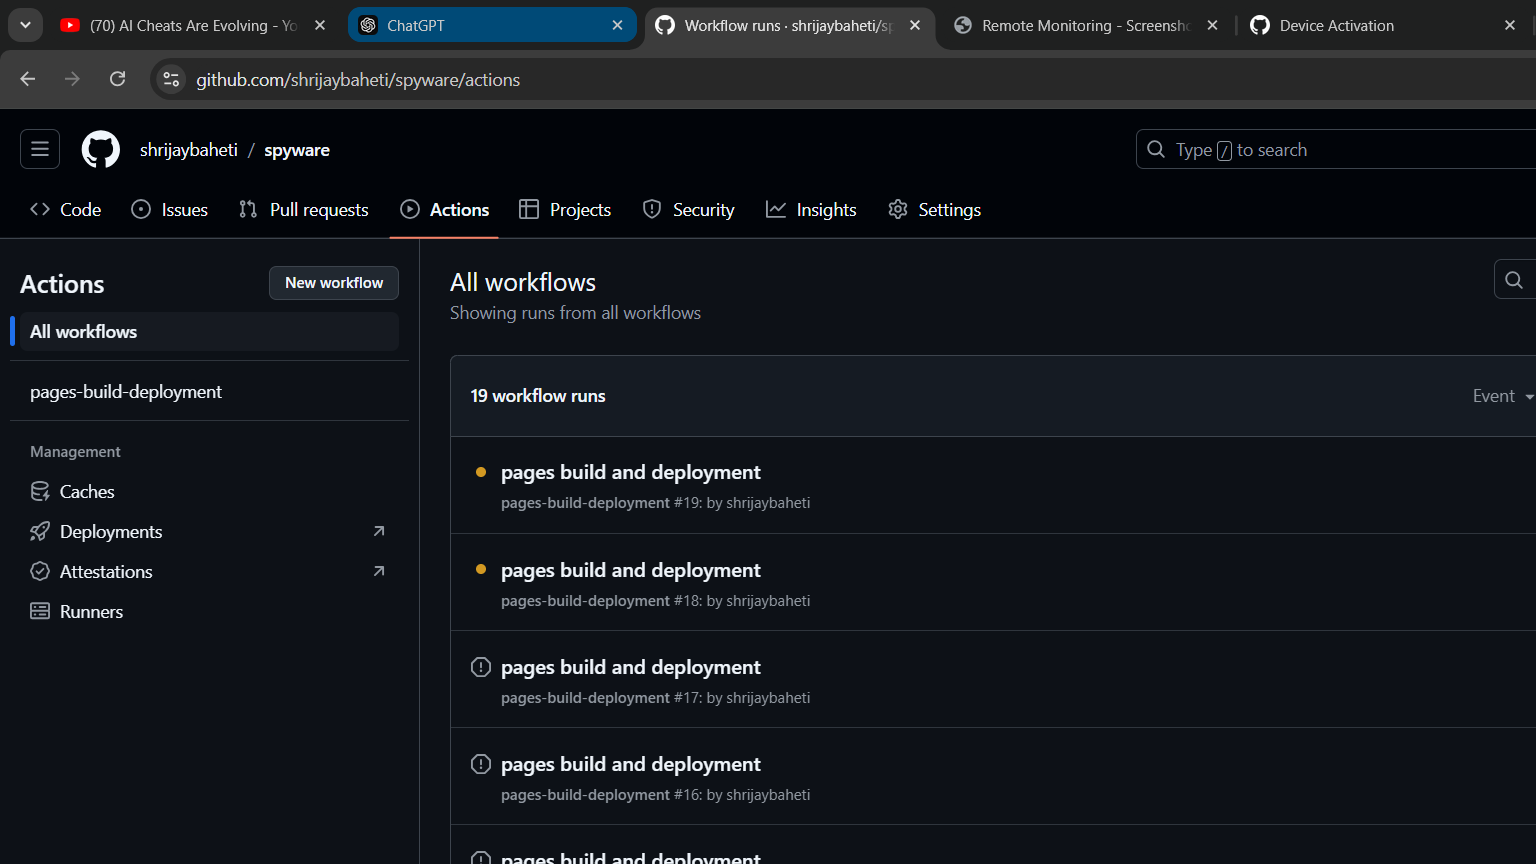 (70) AI Cheats Are Evolving - Yo
ChatGPT
Workflow runs · shrijaybaheti/sp
Remote Monitoring - Screensho
Device Activation
github.com/shrijaybaheti/spyware/actions
shrijaybaheti / spyware
Type / to search
Code
Issues
Pull requests
Actions
Projects
Security
Insights
Settings
Actions
New workflow
All workflows
pages-build-deployment
Management
Caches
Deployments
Attestations
Runners
All workflows
Showing runs from all workflows
19 workflow runs
Event
pages build and deployment
pages-build-deployment #19: by shrijaybaheti
pages build and deployment
pages-build-deployment #18: by shrijaybaheti
pages build and deployment
pages-build-deployment #17: by shrijaybaheti
pages build and deployment
pages-build-deployment #16: by shrijaybaheti
pages build and deployment